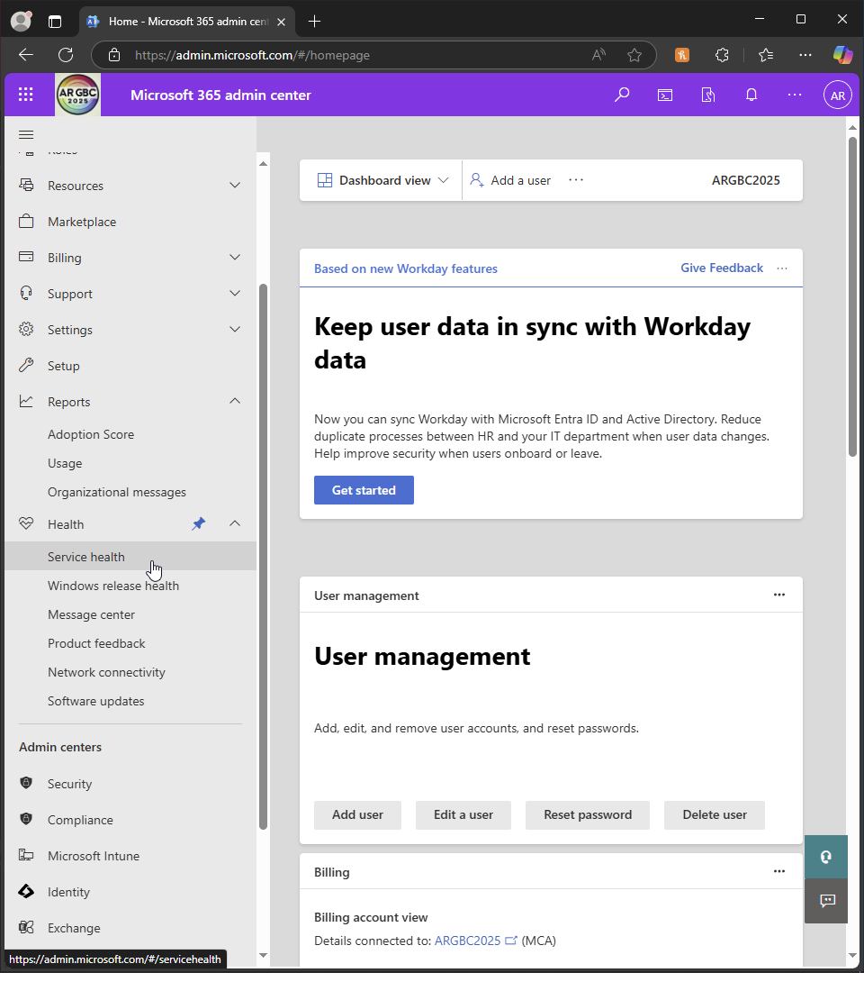 Home - Microsoft 365 admin cent
https://admin.microsoft.com/#/homepage
AR GBC
2025
Microsoft 365 admin center
AR
Roles
Resources
Marketplace
Billing
Support
Settings
Setup
Reports
Adoption Score
Usage
Organizational messages
Health
Service health
Windows release health
Message center
Product feedback
Network connectivity
Software updates
Admin centers
Security
Compliance
Microsoft Intune
Identity
Exchange
https://admin.microsoft.com/#/servicehealth
Dashboard view
Add a user
ARGBC2025
Based on new Workday features
Give Feedback
Keep user data in sync with Workday
data
Now you can sync Workday with Microsoft Entra ID and Active Directory. Reduce
duplicate processes between HR and your IT department when user data changes.
Help improve security when users onboard or leave.
Get started
User management
User management
Add, edit, and remove user accounts, and reset passwords.
Add user
Edit a user
Reset password
Delete user
Billing
Billing account view
Details connected to: ARGBC2025 (MCA)